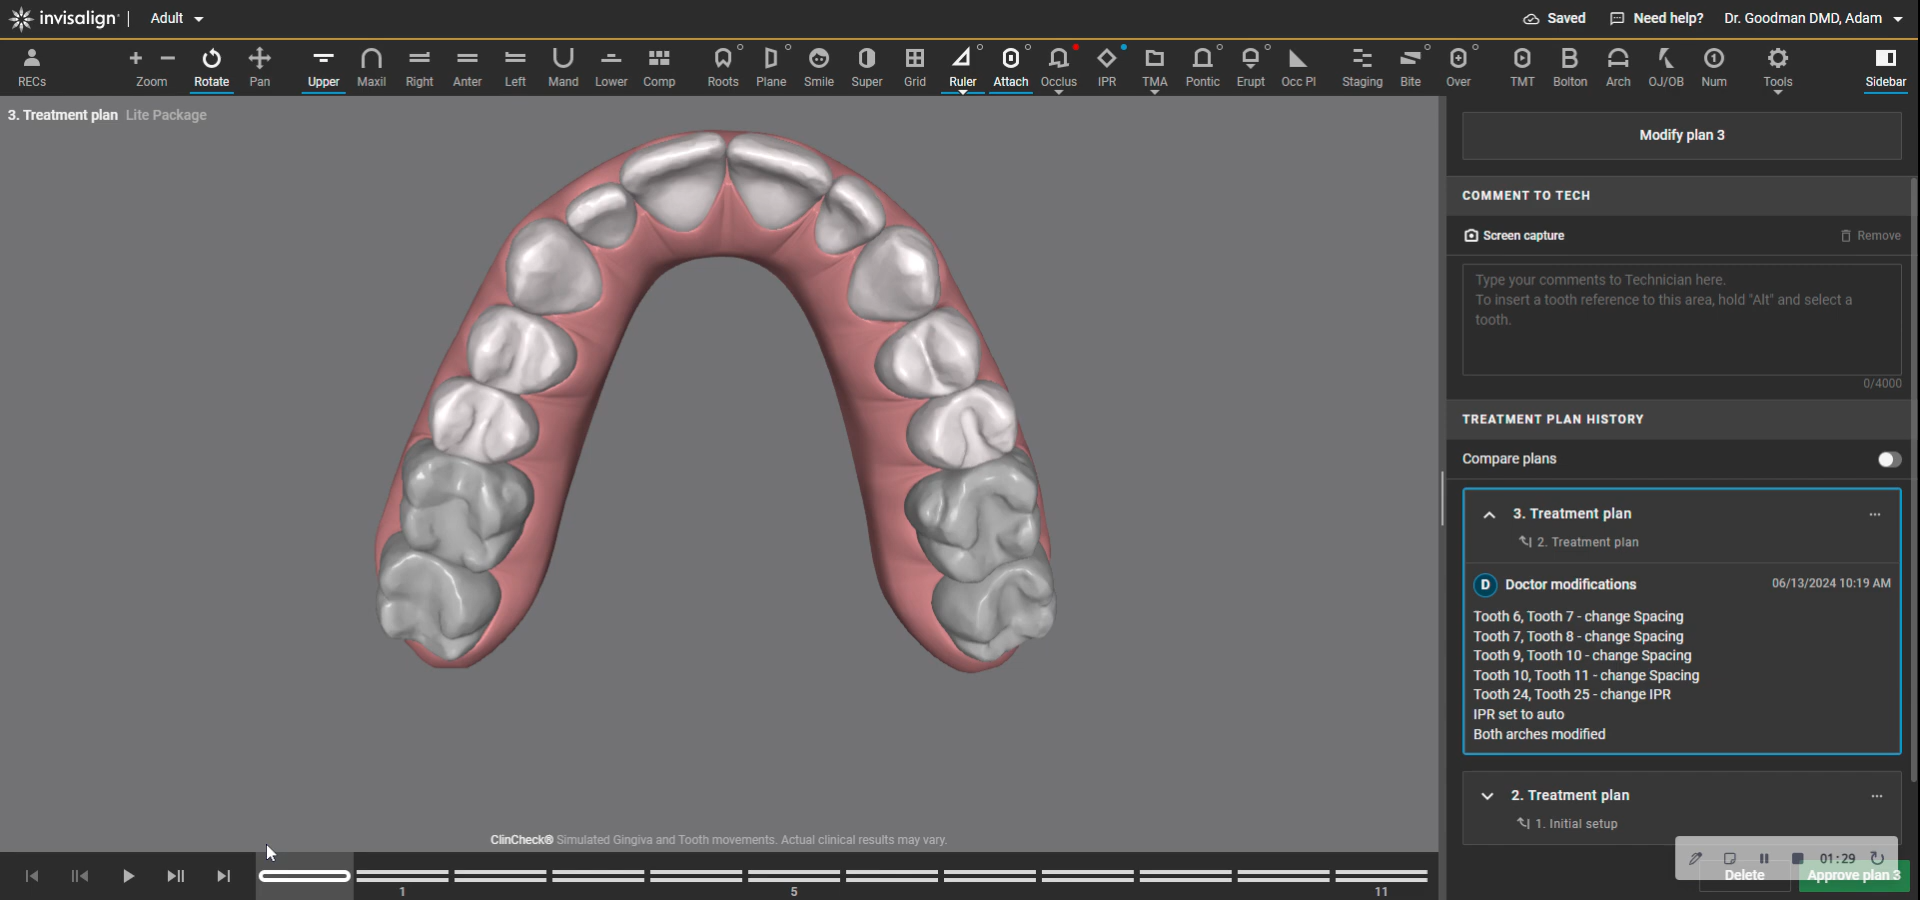 invisalign | Adult
Saved Need help? Dr. Goodman DMD, Adam
RECs Zoom Rotate Pan Upper Maxil Right Anter Left Mand Lower Comp Roots Plane Smile Super Grid Ruler Attach Occlus IPR TMA Pontic Erupt Occ Pl Staging Bite Over TMT Bolton Arch OJ/OB Num Tools Sidebar
3. Treatment plan Lite Package
Modify plan 3
COMMENT TO TECH
Screen capture Remove
Type your comments to Technician here.
To insert a tooth reference to this area, hold "Alt" and select a
tooth.
0/4000
TREATMENT PLAN HISTORY
Compare plans
3. Treatment plan ...
2. Treatment plan
D Doctor modifications 06/13/2024 10:19 AM
Tooth 6, Tooth 7 - change Spacing
Tooth 7, Tooth 8 - change Spacing
Tooth 9, Tooth 10 - change Spacing
Tooth 10, Tooth 11 - change Spacing
Tooth 24, Tooth 25 - change IPR
IPR set to auto
Both arches modified
2. Treatment plan ...
1. Initial setup
ClinCheck® Simulated Gingiva and Tooth movements. Actual clinical results may vary.
01:29
Delete Approve plan 3
1 5 11